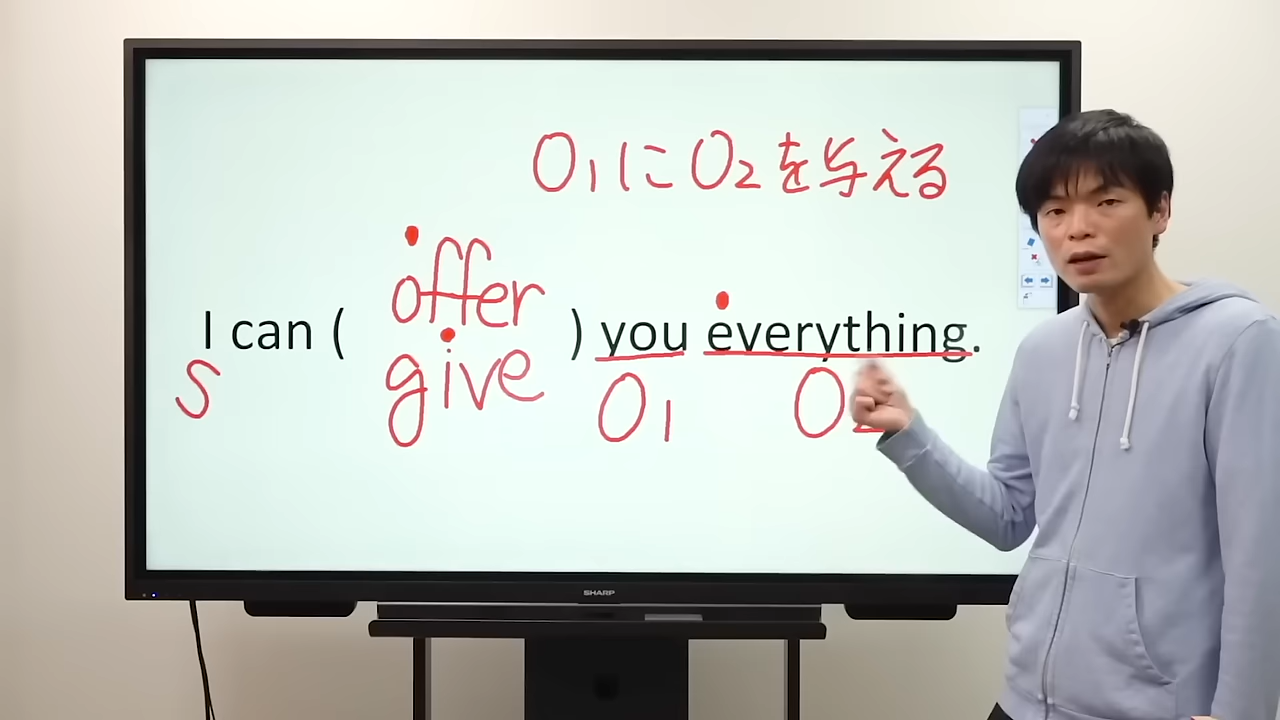 O₁にO₂を与える
offer
I can ( ) you everything.
give
S O₁ O₂
SHARP